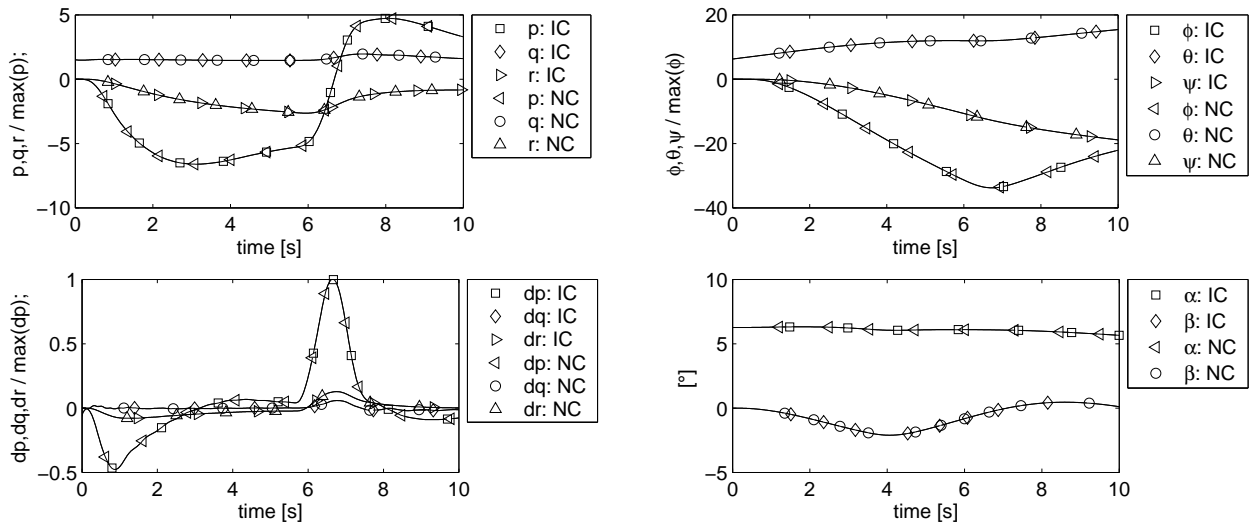 p,q,r / max(p);
5
0
−5
−10
0 2 4 6 8 10
time [s]
p: IC
q: IC
r: IC
p: NC
q: NC
r: NC
ϕ,θ,ψ / max(ϕ)
20
0
−20
−40
0 2 4 6 8 10
time [s]
ϕ: IC
θ: IC
ψ: IC
ϕ: NC
θ: NC
ψ: NC
dp,dq,dr / max(dp);
1
0.5
0
−0.5
0 2 4 6 8 10
time [s]
dp: IC
dq: IC
dr: IC
dp: NC
dq: NC
dr: NC
[°]
10
5
0
−5
0 2 4 6 8 10
time [s]
α: IC
β: IC
α: NC
β: NC